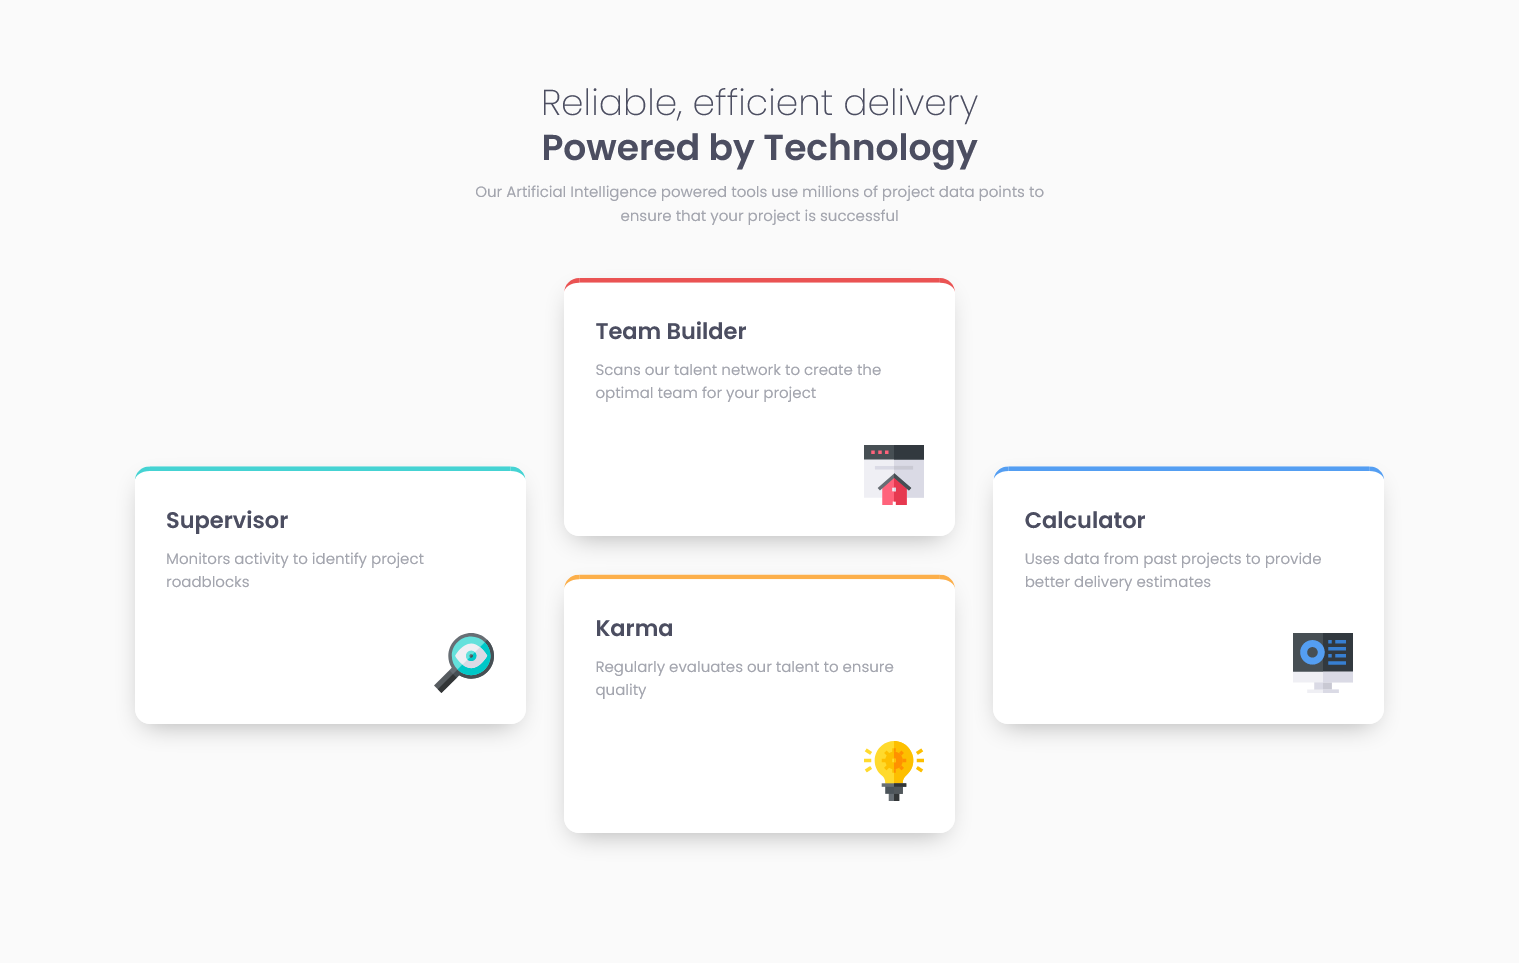 Reliable, efficient delivery
Powered by Technology
Our Artificial Intelligence powered tools use millions of project data points to
ensure that your project is successful
Team Builder
Scans our talent network to create the
optimal team for your project
Supervisor
Monitors activity to identify project
roadblocks
Karma
Regularly evaluates our talent to ensure
quality
Calculator
Uses data from past projects to provide
better delivery estimates